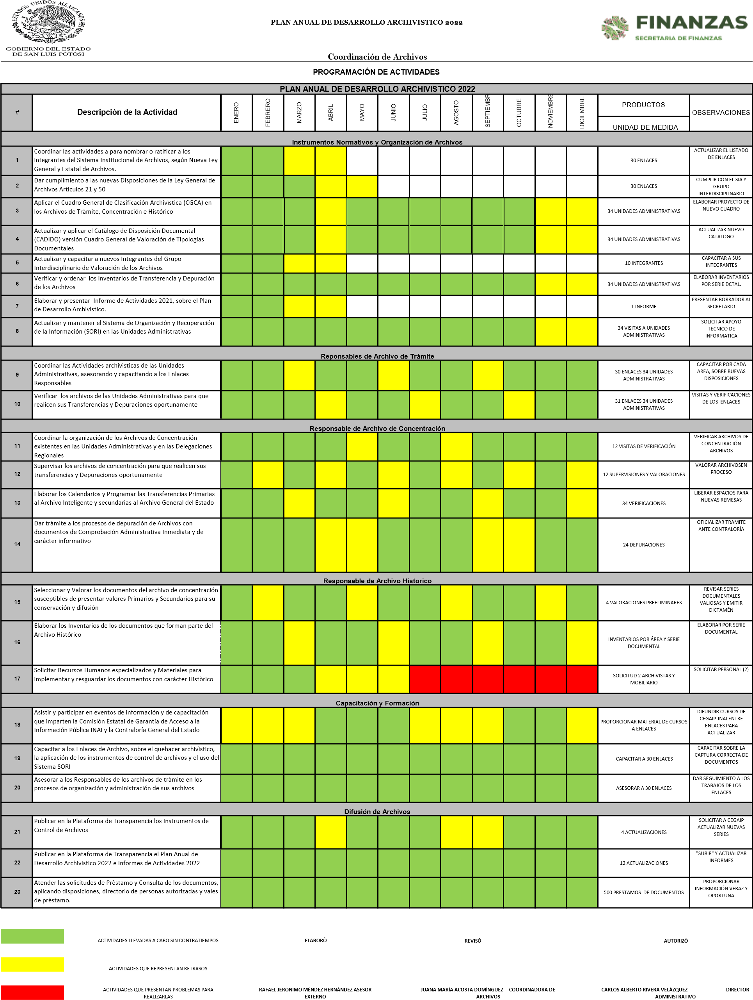 ESTADOS UNIDOS MEXICANOS
GOBIERNO DEL ESTADO
DE SAN LUIS POTOSI
PLAN ANUAL DE DESARROLLO ARCHIVISTICO 2022
FINANZAS
SECRETARIA DE FINANZAS
Coordinación de Archivos
PROGRAMACIÓN DE ACTIVIDADES
PLAN ANUAL DE DESARROLLO ARCHIVISTICO 2022
#
Descripción de la Actividad
ENERO
FEBRERO
MARZO
ABRIL
MAYO
JUNIO
JULIO
AGOSTO
SEPTIEMBR
OCTUBRE
NOVIEMBRE
DICIEMBRE
PRODUCTOS
UNIDAD DE MEDIDA
OBSERVACIONES
Instrumentos Normativos y Organización de Archivos
1
Coordinar las actividades a para nombrar o ratificar a los
integrantes del Sistema Institucional de Archivos, según Nueva Ley
General y Estatal de Archivos.
30 ENLACES
ACTUALIZAR EL LISTADO
DE ENLACES
2
Dar cumplimiento a las nuevas Disposiciones de la Ley General de
Archivos Artìculos 21 y 50
30 ENLACES
CUMPLIR CON EL SIA Y
GRUPO
INTERDISCIPLINARIO
3
Aplicar el Cuadro General de Clasificación Archivìstica (CGCA) en
los Archivos de Tràmite, Concentración e Histórico
34 UNIDADES ADMINISTRATIVAS
ELABORAR PROYECTO DE
NUEVO CUADRO
4
Actualizar y aplicar el Catàlogo de Disposición Documental
(CADIDO) versión Cuadro General de Valoración de Tipologías
Documentales
34 UNIDADES ADMINISTRATIVAS
ACTUALIZAR NUEVO
CATALOGO
5
Actualizar y capacitar a nuevos Integrantes del Grupo
Interdisciplinario de Valoración de los Archivos
10 INTEGRANTES
CAPACITAR A SUS
INTEGRANTES
6
Verificar y ordenar los Inventarios de Transferencia y Depuración
de los Archivos
34 UNIDADES ADMINISTRATIVAS
ELABORAR INVENTARIOS
POR SERIE DCTAL.
7
Elaborar y presentar Informe de Actividades 2021, sobre el Plan
de Desarrollo Archivìstico.
1 INFORME
PRESENTAR BORRADOR AL
SECRETARIO
8
Actualizar y mantener el Sistema de Organización y Recuperación
de la Información (SORI) en las Unidades Administrativas
34 VISITAS A UNIDADES
ADMINISTRATIVAS
SOLICITAR APOYO
TECNICO DE
INFORMATICA
Reponsables de Archivo de Trámite
9
Coordinar las Actividades archivìsticas de las Unidades
Administrativas, asesorando y capacitando a los Enlaces
Responsables
30 ENLACES 34 UNIDADES
ADMINISTRATIVAS
CAPACITAR POR CADA
AREA, SOBRE BUEVAS
DISPOSICIONES
10
Verificar los archivos de las Unidades Administrativas para que
realicen sus Transferencias y Depuraciones oportunamente
31 ENLACES 34 UNIDADES
ADMINISTRATIVAS
VISITAS Y VERIFICACIONES
DE LOS ENLACES
Responsable de Archivo de Concentración
11
Coordinar la organización de los Archivos de Concentración
existentes en las Unidades Administrativas y en las Delegaciones
Regionales
12 VISITAS DE VERIFICACIÓN
VERIFICAR ARCHIVOS DE
CONCENTRACIÓN
ARCHIVOS
12
Supervisar los archivos de concentración para que realicen sus
transferencias y Depuraciones oportunamente
12 SUPERVISIONES Y VALORACIONES
VALORAR ARCHIVOSEN
PROCESO
13
Elaborar los Calendarios y Programar las Transferencias Primarias
al Archivo Inteligente y secundarias al Archivo General del Estado
34 VERIFICACIONES
LIBERAR ESPACIOS PARA
NUEVAS REMESAS
14
Dar tràmite a los procesos de depuración de Archivos con
documentos de Comprobación Administrativa Inmediata y de
carácter informativo
24 DEPURACIONES
OFICIALIZAR TRAMITE
ANTE CONTRALORÍA
Responsable de Archivo Historico
15
Seleccionar y Valorar los documentos del archivo de concentración
susceptibles de presentar valores Primarios y Secundarios para su
conservación y difusión
4 VALORACIONES PREELIMINARES
REVISAR SERIES
DOCUMENTALES
VALIOSAS Y EMITIR
DICTAMÉN
16
Elaborar los Inventarios de los documentos que forman parte del
Archivo Histórico
INVENTARIOS POR ÁREA Y SERIE
DOCUMENTAL
ELABORAR POR SERIE
DOCUMENTAL
17
Solicitar Recursos Humanos especializados y Materiales para
implementar y resguardar los documentos con carácter Històrico
SOLICITUD 2 ARCHIVISTAS Y
MOBILIARIO
SOLICITAR PERSONAL (2)
Capacitación y Formación
18
Asistir y participar en eventos de información y de capacitación
que imparten la Comisión Estatal de Garantía de Acceso a la
Información Pública INAI y la Contraloría General del Estado
PROPORCIONAR MATERIAL DE CURSOS
A ENLACES
DIFUNDIR CURSOS DE
CEGAIP-INAI ENTRE
ENLACES PARA
ACTUALIZAR
19
Capacitar a los Enlaces de Archivo, sobre el quehacer archivìstico,
la aplicación de los instrumentos de control de archivos y el uso del
Sistema SORI
CAPACITAR A 30 ENLACES
CAPACITAR SOBRE LA
CAPTURA CORRECTA DE
DOCUMENTOS
20
Asesorar a los Responsables de los archivos de tràmite en los
procesos de organización y administración de sus archivos
ASESORAR A 30 ENLACES
DAR SEGUIMIENTO A LOS
TRABAJOS DE LOS
ENLACES
Difusión de Archivos
21
Publicar en la Plataforma de Transparencia los Instrumentos de
Control de Archivos
4 ACTUALIZACIONES
SOLICITAR A CEGAIP
ACTUALIZAR NUEVAS
SERIES
22
Publicar en la Plataforma de Transparencia el Plan Anual de
Desarrollo Archivistico 2022 e Informes de Actividades 2022
12 ACTUALIZACIONES
"SUBIR" Y ACTUALIZAR
INFORMES
23
Atender las solicitudes de Prèstamo y Consulta de los documentos,
aplicando disposiciones, directorio de personas autorizadas y vales
de prèstamo.
500 PRESTAMOS DE DOCUMENTOS
PROPORCIONAR
INFORMACIÓN VERAZ Y
OPORTUNA
ACTIVIDADES LLEVADAS A CABO SIN CONTRATIEMPOS
ELABORÒ
REVISÒ
AUTORIZÒ
ACTIVIDADES QUE REPRESENTAN RETRASOS
ACTIVIDADES QUE PRESENTAN PROBLEMAS PARA
REALIZARLAS
RAFAEL JERONIMO MÈNDEZ HERNÀNDEZ ASESOR
EXTERNO
JUANA MARÍA ACOSTA DOMÌNGUEZ COORDINADORA DE
ARCHIVOS
CARLOS ALBERTO RIVERA VELÀZQUEZ DIRECTOR
ADMINISTRATIVO